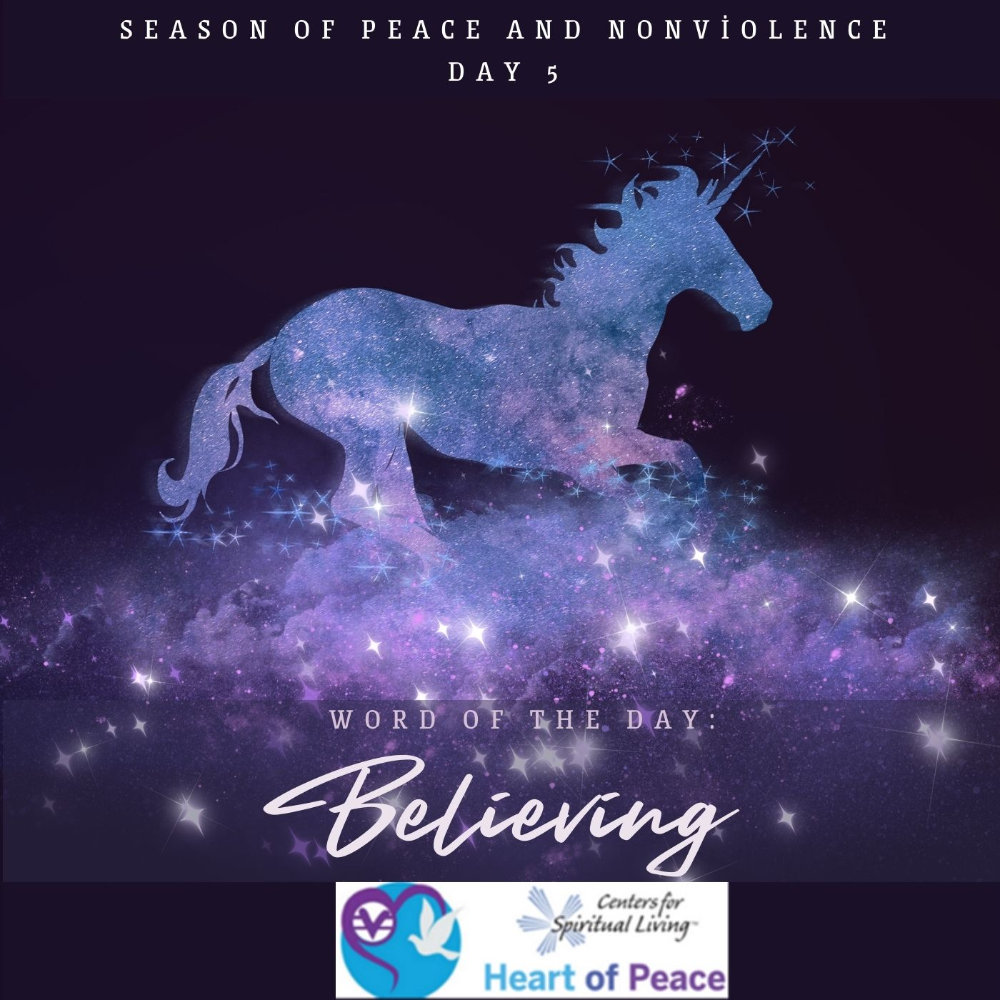 SEASON OF PEACE AND NONVİOLENCE
DAY 5
WORD OF THE DAY:
Believing
Centers for
Spiritual Living™
Heart of Peace